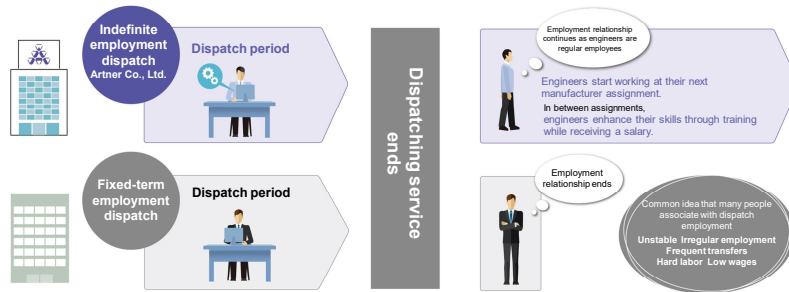 Indefinite
employment
dispatch
Artner Co., Ltd.
Dispatch period
Dispatching service
ends
Employment relationship
continues as engineers are
regular employees
Engineers start working at their next
manufacturer assignment.
In between assignments,
engineers enhance their skills through training
while receiving a salary.
Fixed-term
employment
dispatch
Dispatch period
Employment
relationship ends
Common idea that many people
associate with dispatch
employment
Unstable Irregular employment
Frequent transfers
Hard labor Low wages